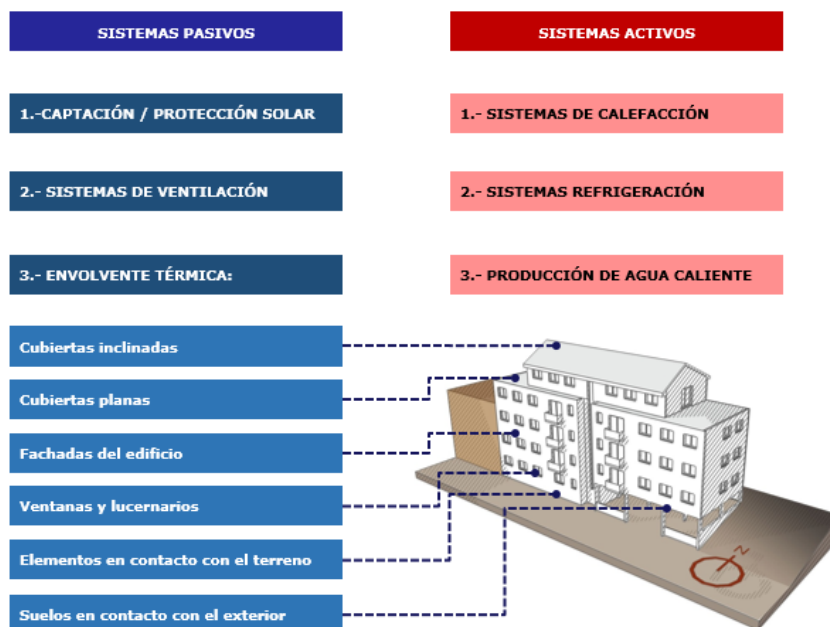 SISTEMAS PASIVOS
SISTEMAS ACTIVOS
1.-CAPTACIÓN / PROTECCIÓN SOLAR
1.- SISTEMAS DE CALEFACCIÓN
2.- SISTEMAS DE VENTILACIÓN
2.- SISTEMAS REFRIGERACIÓN
3.- ENVOLVENTE TÉRMICA:
3.- PRODUCCIÓN DE AGUA CALIENTE
Cubiertas inclinadas
Cubiertas planas
Fachadas del edificio
Ventanas y lucernarios
Elementos en contacto con el terreno
Suelos en contacto con el exterior
N